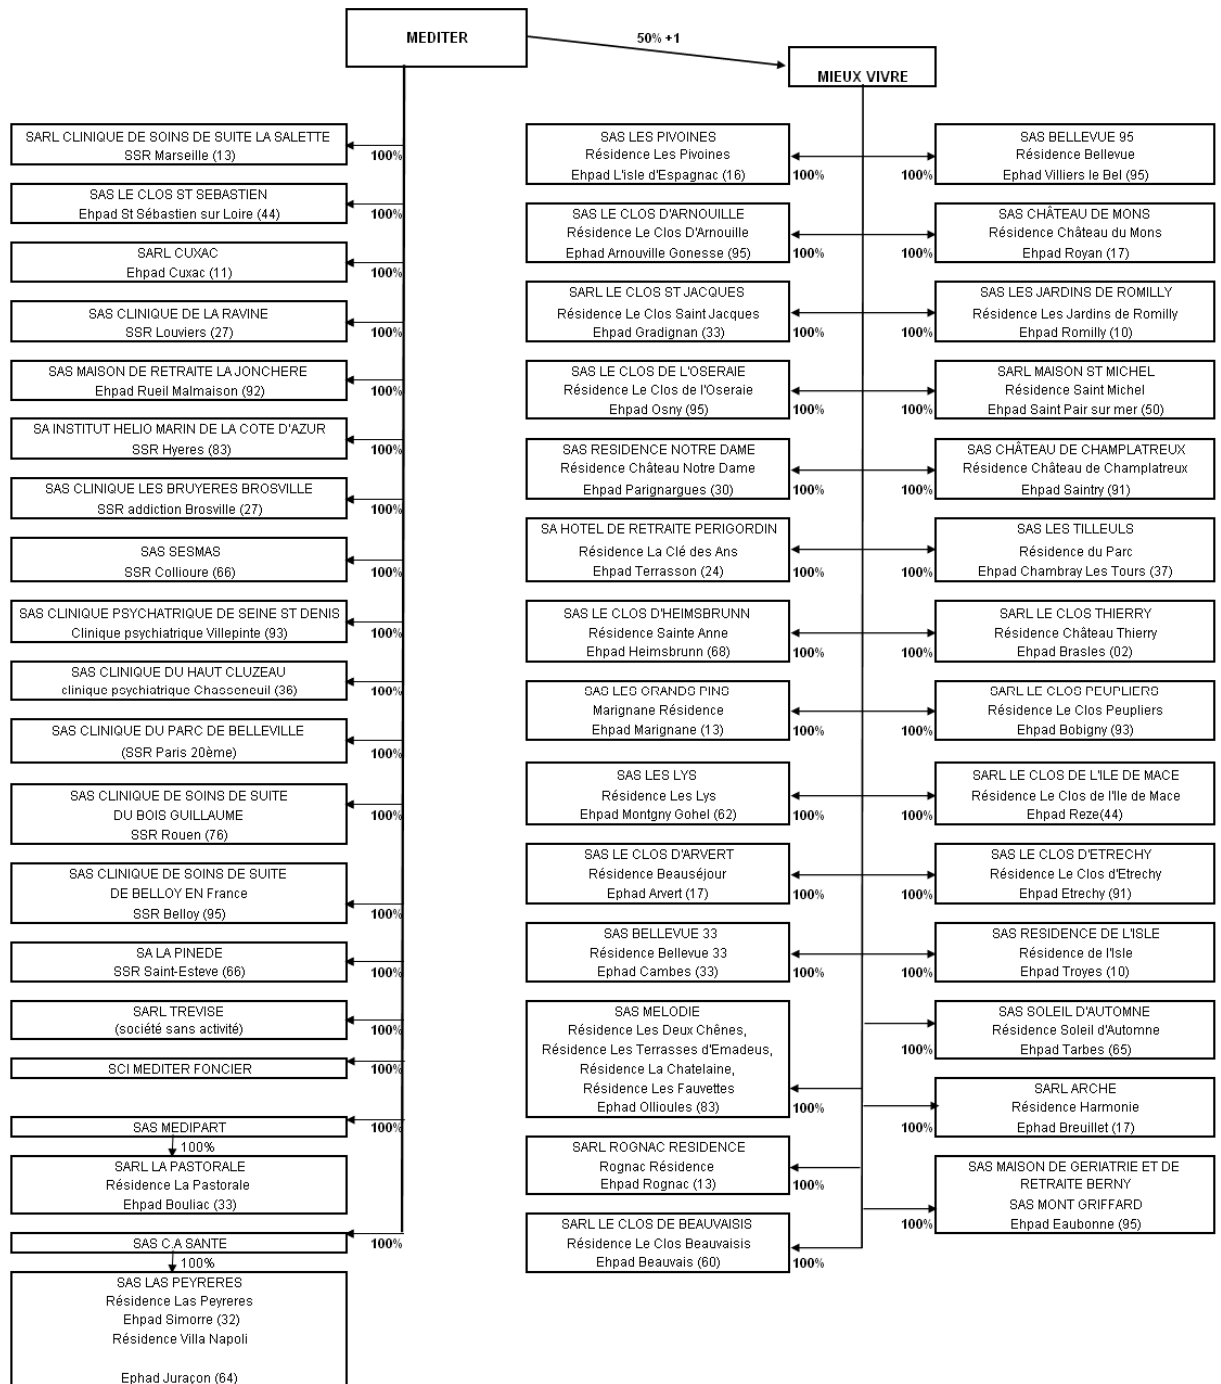 MEDITER
50% +1
MIEUX VIVRE
SARL CLINIQUE DE SOINS DE SUITE LA SALETTE
SSR Marseille (13)
100%
SAS LE CLOS ST SEBASTIEN
Ehpad St Sébastien sur Loire (44)
100%
SARL CUXAC
Ehpad Cuxac (11)
100%
SAS CLINIQUE DE LA RAVINE
SSR Louviers (27)
100%
SAS MAISON DE RETRAITE LA JONCHERE
Ehpad Rueil Malmaison (92)
100%
SA INSTITUT HELIO MARIN DE LA COTE D'AZUR
SSR Hyeres (83)
100%
SAS CLINIQUE LES BRUYERES BROSVILLE
SSR addiction Brosville (27)
100%
SAS SESMAS
SSR Collioure (66)
100%
SAS CLINIQUE PSYCHATRIQUE DE SEINE ST DENIS
Clinique psychiatrique Villepinte (93)
100%
SAS CLINIQUE DU HAUT CLUZEAU
clinique psychiatrique Chasseneuil (36)
100%
SAS CLINIQUE DU PARC DE BELLEVILLE
(SSR Paris 20ème)
100%
SAS CLINIQUE DE SOINS DE SUITE
DU BOIS GUILLAUME
SSR Rouen (76)
100%
SAS CLINIQUE DE SOINS DE SUITE
DE BELLOY EN France
SSR Belloy (95)
100%
SA LA PINEDE
SSR Saint-Esteve (66)
100%
SARL TREVISE
(société sans activité)
100%
SCI MEDITER FONCIER
100%
SAS MEDIPART
100%
100%
SARL LA PASTORALE
Résidence La Pastorale
Ehpad Bouliac (33)
SAS C.A SANTE
100%
100%
SAS LAS PEYRERES
Résidence Las Peyreres
Ehpad Simorre (32)
Résidence Villa Napoli
Ephad Juraçon (64)
SAS LES PIVOINES
Résidence Les Pivoines
Ehpad L'isle d'Espagnac (16)
100%
SAS LE CLOS D'ARNOUILLE
Résidence Le Clos D'Arnouille
Ephad Arnouville Gonesse (95)
100%
SARL LE CLOS ST JACQUES
Résidence Le Clos Saint Jacques
Ehpad Gradignan (33)
100%
SAS LE CLOS DE L'OSERAIE
Résidence Le Clos de l'Oseraie
Ehpad Osny (95)
100%
SAS RESIDENCE NOTRE DAME
Résidence Château Notre Dame
Ehpad Parignargues (30)
100%
SA HOTEL DE RETRAITE PERIGORDIN
Résidence La Clé des Ans
Ehpad Terrasson (24)
100%
SAS LE CLOS D'HEIMSBRUNN
Résidence Sainte Anne
Ehpad Heimsbrunn (68)
100%
SAS LES GRANDS PINS
Marignane Résidence
Ehpad Marignane (13)
100%
SAS LES LYS
Résidence Les Lys
Ehpad Montgny Gohel (62)
100%
SAS LE CLOS D'ARVERT
Résidence Beauséjour
Ephad Arvert (17)
100%
SAS BELLEVUE 33
Résidence Bellevue 33
Ephad Cambes (33)
100%
SAS MELODIE
Résidence Les Deux Chênes,
Résidence Les Terrasses d'Emadeus,
Résidence La Chatelaine,
Résidence Les Fauvettes
Ephad Ollioules (83)
100%
SARL ROGNAC RESIDENCE
Rognac Résidence
Ehpad Rognac (13)
100%
SARL LE CLOS DE BEAUVAISIS
Résidence Le Clos Beauvaisis
Ehpad Beauvais (60)
100%
SAS BELLEVUE 95
Résidence Bellevue
Ephad Villiers le Bel (95)
100%
SAS CHÂTEAU DE MONS
Résidence Château du Mons
Ehpad Royan (17)
100%
SAS LES JARDINS DE ROMILLY
Résidence Les Jardins de Romilly
Ehpad Romilly (10)
100%
SARL MAISON ST MICHEL
Résidence Saint Michel
Ehpad Saint Pair sur mer (50)
100%
SAS CHÂTEAU DE CHAMPLATREUX
Résidence Château de Champlatreux
Ehpad Saintry (91)
100%
SAS LES TILLEULS
Résidence du Parc
Ehpad Chambray Les Tours (37)
100%
SARL LE CLOS THIERRY
Résidence Château Thierry
Ehpad Brasles (02)
100%
SARL LE CLOS PEUPLIERS
Résidence Le Clos Peupliers
Ehpad Bobigny (93)
100%
SARL LE CLOS DE L'ILE DE MACE
Résidence Le Clos de l'Ile de Mace
Ehpad Reze(44)
100%
SAS LE CLOS D'ETRECHY
Résidence Le Clos d'Etrechy
Ehpad Etrechy (91)
100%
SAS RESIDENCE DE L'ISLE
Résidence de l'Isle
Ehpad Troyes (10)
100%
SAS SOLEIL D'AUTOMNE
Résidence Soleil d'Automne
Ehpad Tarbes (65)
100%
SARL ARCHE
Résidence Harmonie
Ephad Breuillet (17)
100%
SAS MAISON DE GERIATRIE ET DE
RETRAITE BERNY
SAS MONT GRIFFARD
Ehpad Eaubonne (95)
100%